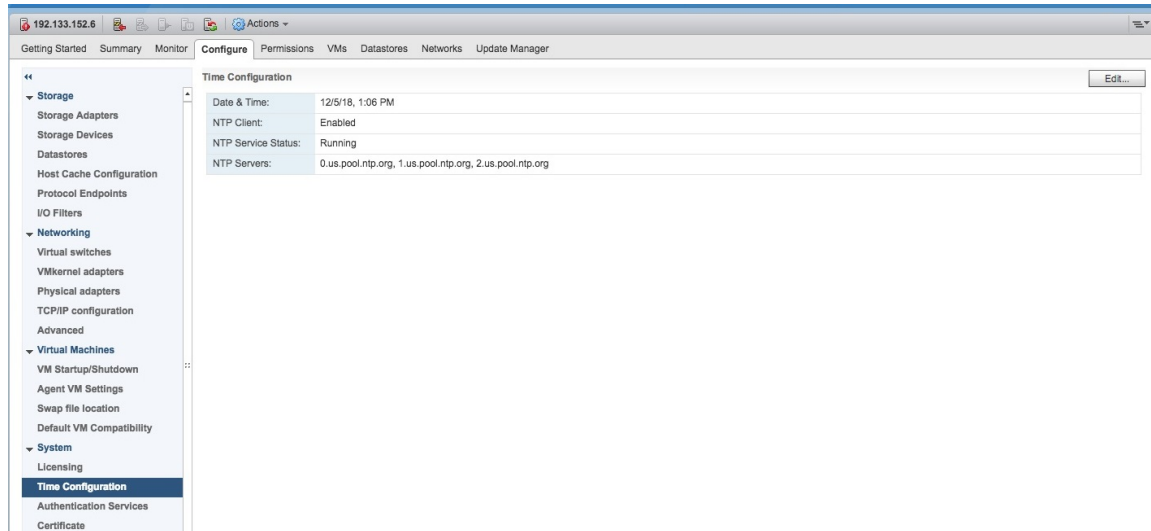 192.133.152.6 Actions
Getting Started Summary Monitor Configure Permissions VMs Datastores Networks Update Manager
Storage
Storage Adapters
Storage Devices
Datastores
Host Cache Configuration
Protocol Endpoints
I/O Filters
Networking
Virtual switches
VMkernel adapters
Physical adapters
TCP/IP configuration
Advanced
Virtual Machines
VM Startup/Shutdown
Agent VM Settings
Swap file location
Default VM Compatibility
System
Licensing
Time Configuration
Authentication Services
Certificate
Time Configuration Edit...
Date & Time: 12/5/18, 1:06 PM
NTP Client: Enabled
NTP Service Status: Running
NTP Servers: 0.us.pool.ntp.org, 1.us.pool.ntp.org, 2.us.pool.ntp.org